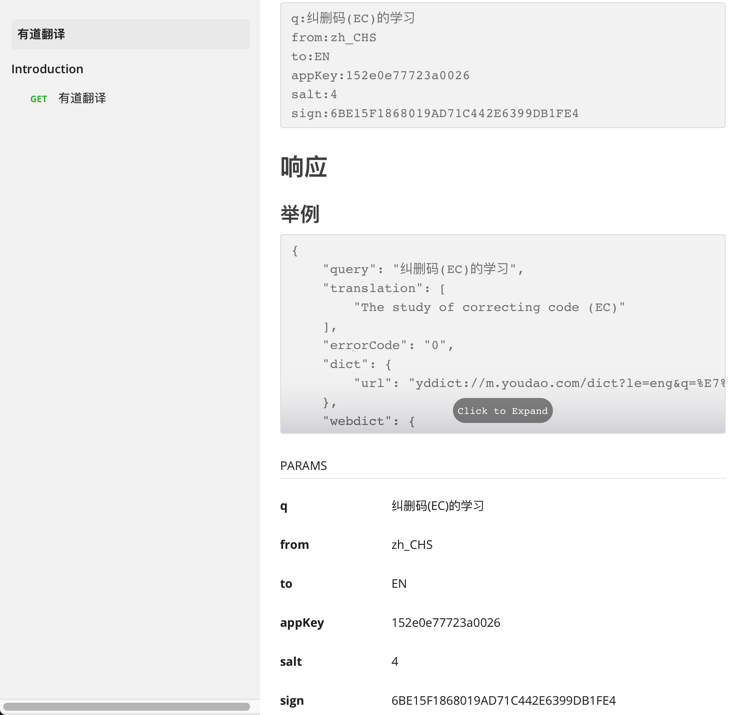 有道翻译
Introduction
GET 有道翻译
q:纠删码(EC)的学习
from:zh_CHS
to:EN
appKey:152e0e77723a0026
salt:4
sign:6BE15F1868019AD71C442E6399DB1FE4
响应
举例
{
"query": "纠删码(EC)的学习",
"translation": [
"The study of correcting code (EC)"
],
"errorCode": "0",
"dict": {
"url": "yddict://m.youdao.com/dict?le=eng&q=%E7%
},
Click to Expand
"webdict": {
PARAMS
q 纠删码(EC)的学习
from zh_CHS
to EN
appKey 152e0e77723a0026
salt 4
sign 6BE15F1868019AD71C442E6399DB1FE4